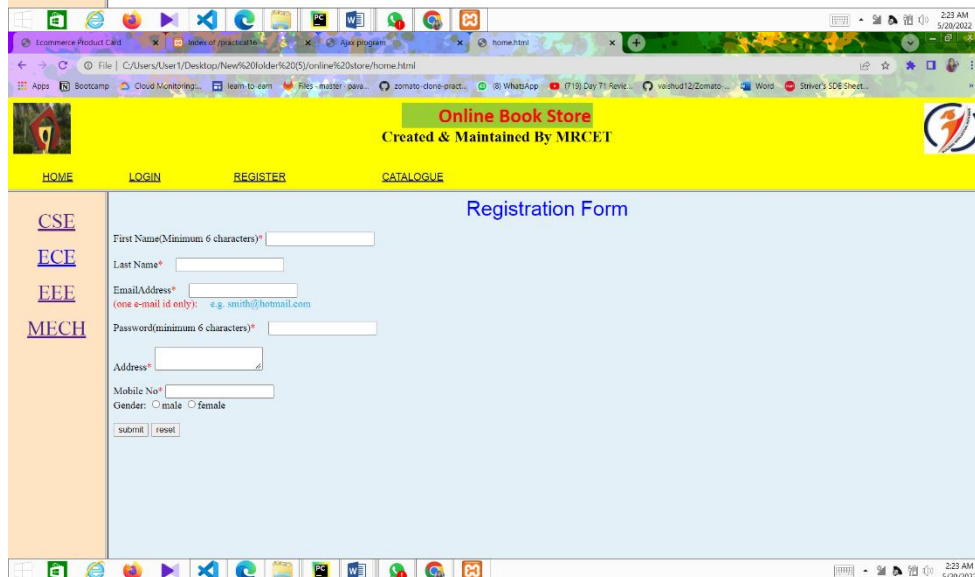 2:23 AM
5/20/2022
Ecommerce Product Card
Index of /practical16
Ajax program
home.html
File | C:/Users/User1/Desktop/New%20folder%20(5)/online%20store/home.html
Apps Bootcamp Cloud Monitoring:... learn-to-earn Files · master · pava... zomato-clone-pract... (8) WhatsApp (719) Day 71 Revie... vaishud12/Zomato-... Word Striver's SDE Sheet...
Online Book Store
Created & Maintained By MRCET
HOME LOGIN REGISTER CATALOGUE
CSE
ECE
EEE
MECH
Registration Form
First Name(Minimum 6 characters)*
Last Name*
EmailAddress*
(one e-mail id only): e.g. smith@hotmail.com
Password(minimum 6 characters)*
Address*
Mobile No*
Gender: male female
submit reset
2:23 AM